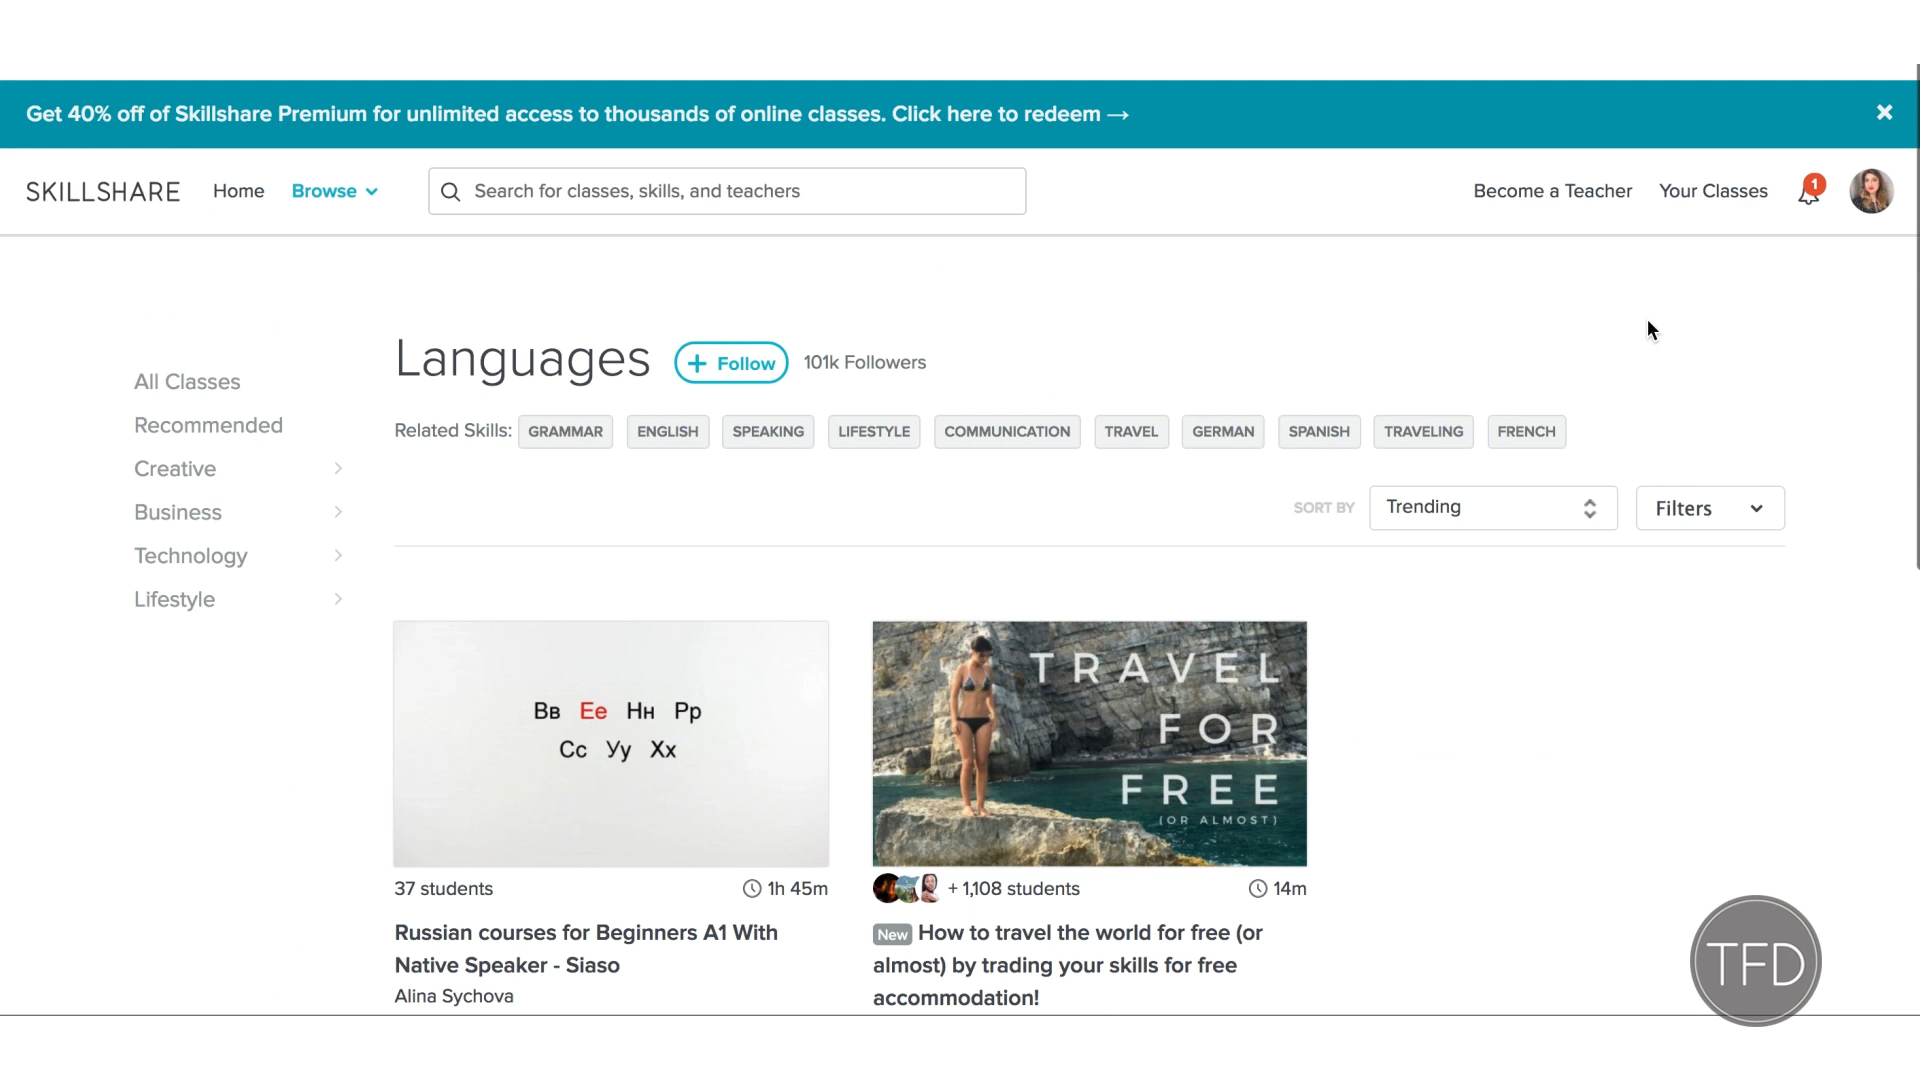 Get 40% off of Skillshare Premium for unlimited access to thousands of online classes. Click here to redeem →
SKILLSHARE Home Browse Search for classes, skills, and teachers Become a Teacher Your Classes 1
Languages + Follow 101k Followers
All Classes
Recommended
Creative
Business
Technology
Lifestyle
Related Skills: GRAMMAR ENGLISH SPEAKING LIFESTYLE COMMUNICATION TRAVEL GERMAN SPANISH TRAVELING FRENCH
SORT BY Trending Filters
Вв Ее Нн Рр
Сс Уу Хх
37 students 1h 45m
Russian courses for Beginners A1 With
Native Speaker - Siaso
Alina Sychova
TRAVEL
FOR
FREE
(OR ALMOST)
+ 1,108 students 14m
New How to travel the world for free (or
almost) by trading your skills for free
accommodation!
TFD